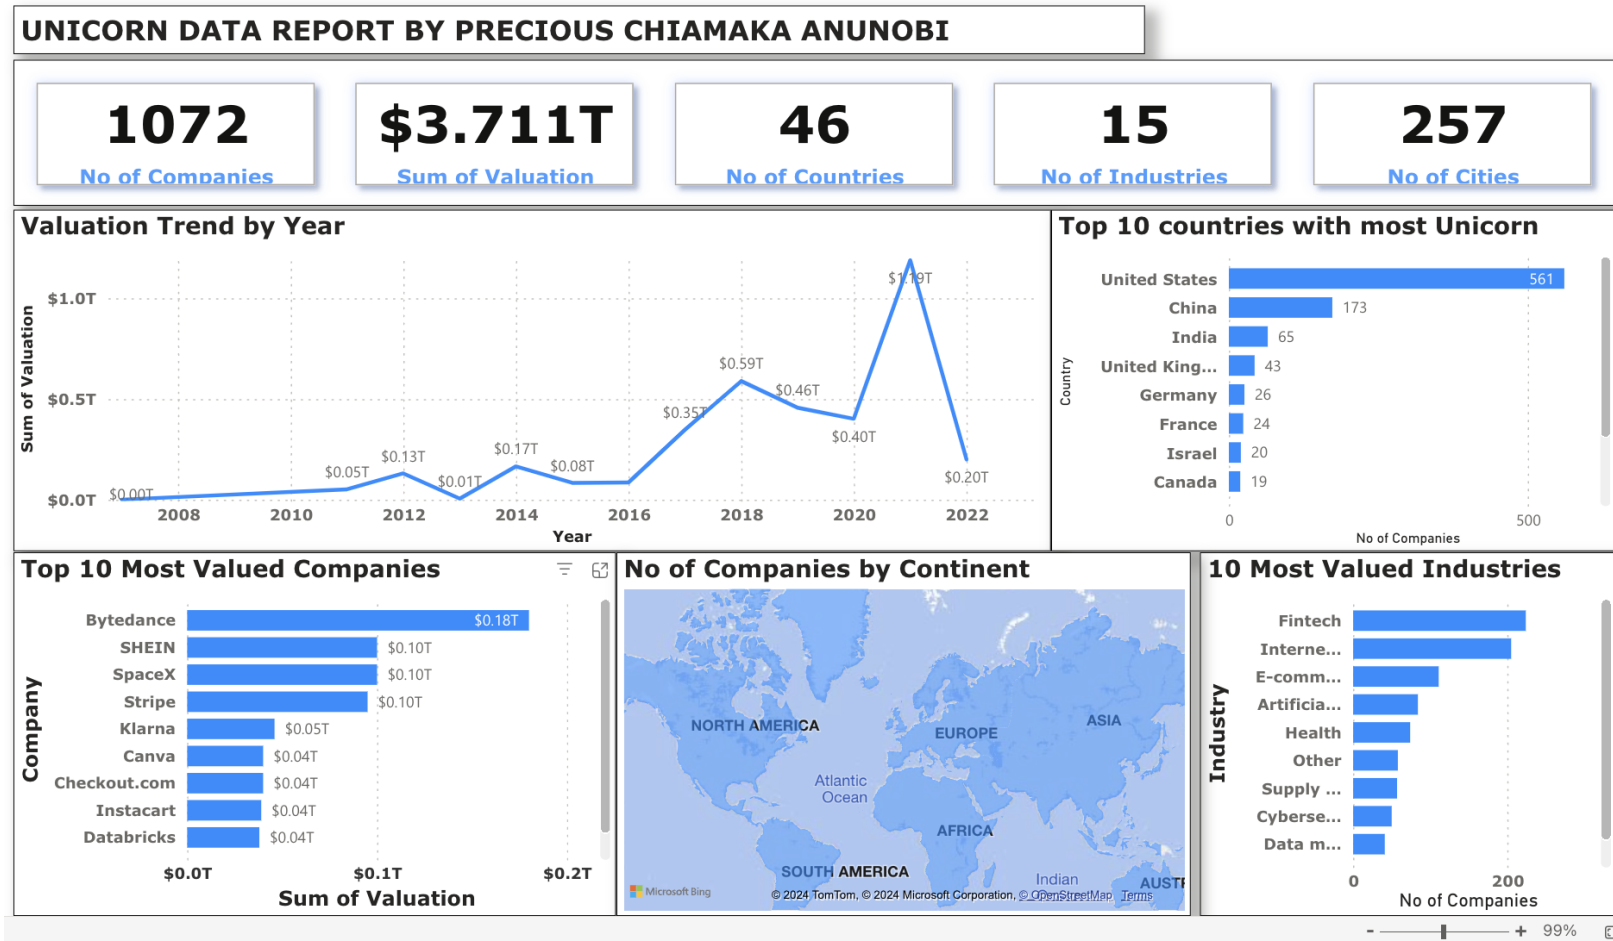 UNICORN DATA REPORT BY PRECIOUS CHIAMAKA ANUNOBI
1072
No of Companies
$3.711T
Sum of Valuation
46
No of Countries
15
No of Industries
257
No of Cities
Valuation Trend by Year
Sum of Valuation
$1.0T
$0.5T
$0.0T
$0.00T
$0.05T
$0.13T
$0.01T
$0.17T
$0.08T
$0.35T
$0.59T
$0.46T
$0.40T
$1.19T
$0.20T
2008
2010
2012
2014
2016
2018
2020
2022
Year
Top 10 countries with most Unicorn
Country
United States
561
China
173
India
65
United King...
43
Germany
26
France
24
Israel
20
Canada
19
0
500
No of Companies
Top 10 Most Valued Companies
Company
Bytedance
$0.18T
SHEIN
$0.10T
SpaceX
$0.10T
Stripe
$0.10T
Klarna
$0.05T
Canva
$0.04T
Checkout.com
$0.04T
Instacart
$0.04T
Databricks
$0.04T
$0.0T
$0.1T
$0.2T
Sum of Valuation
No of Companies by Continent
NORTH AMERICA
EUROPE
ASIA
Atlantic
Ocean
AFRICA
SOUTH AMERICA
Indian
AUSTR
Microsoft Bing
© 2024 TomTom, © 2024 Microsoft Corporation, © OpenStreetMap Terms
10 Most Valued Industries
Industry
Fintech
Interne...
E-comm...
Artificia...
Health
Other
Supply ...
Cyberse...
Data m...
0
200
No of Companies
- + 99%